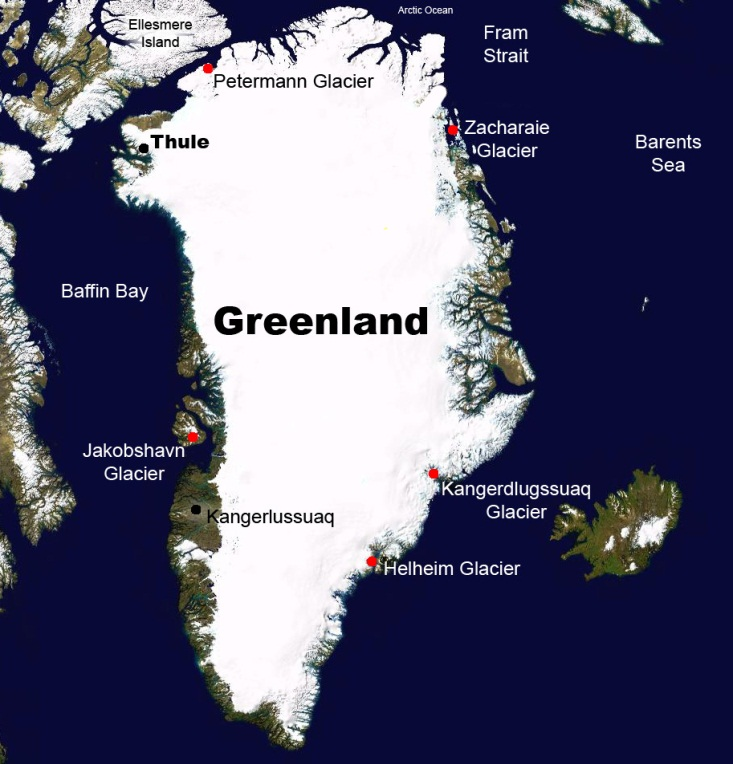 Arctic Ocean
Ellesmere
Island
Fram
Strait
Petermann Glacier
Zacharaie
Glacier
Thule
Barents
Sea
Baffin Bay
Greenland
Jakobshavn
Glacier
Kangerdlugssuaq
Glacier
Kangerlussuaq
Helheim Glacier